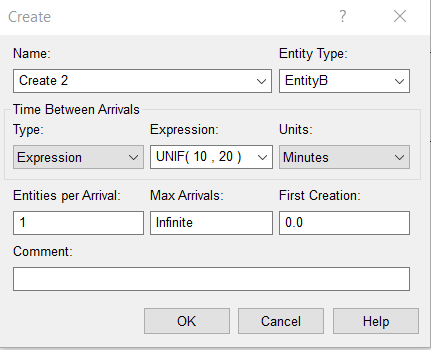 Create ?
Name: Entity Type:
Create 2 EntityB
Time Between Arrivals
Type: Expression: Units:
Expression UNIF( 10 , 20 ) Minutes
Entities per Arrival: Max Arrivals: First Creation:
1 Infinite 0.0
Comment:
OK Cancel Help